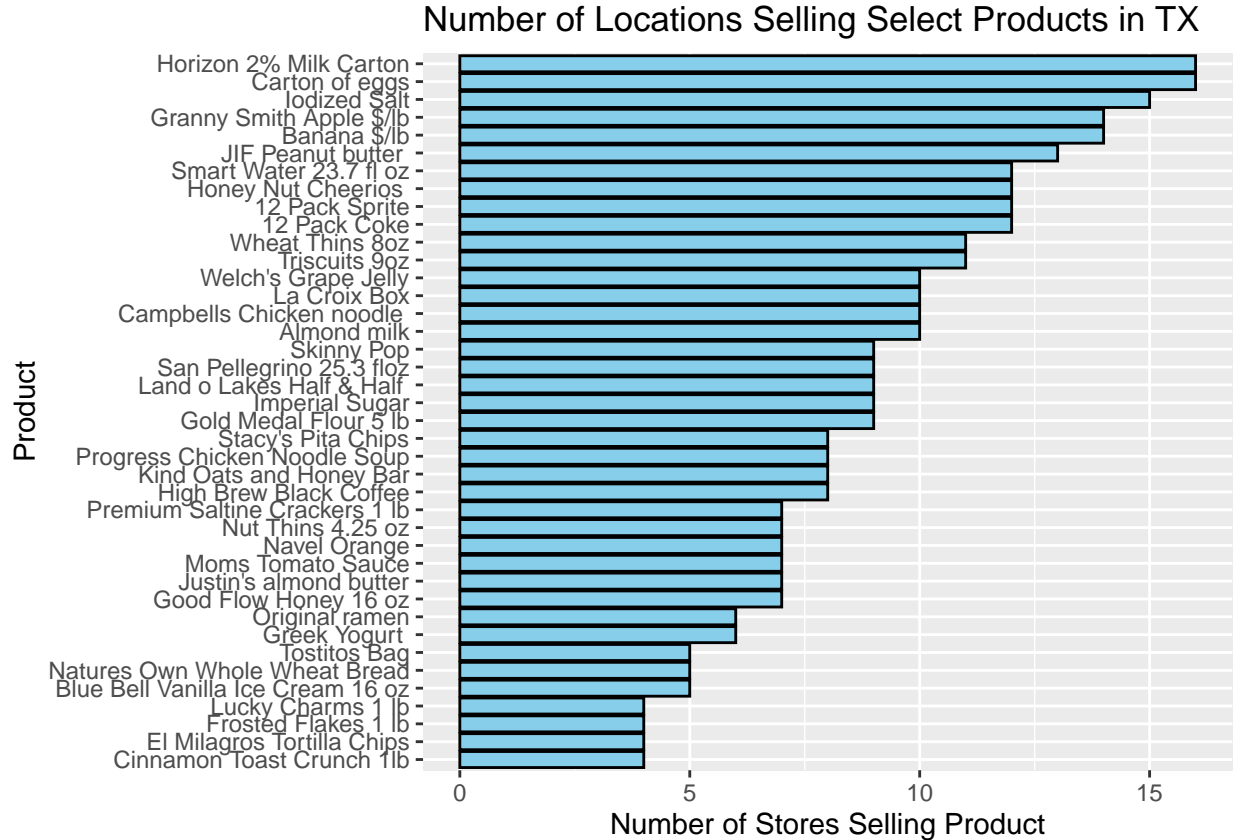 Number of Locations Selling Select Products in TX
Horizon 2% Milk Carton
Carton of eggs
Iodized Salt
Granny Smith Apple $/lb
Banana $/lb
JIF Peanut butter
Smart Water 23.7 fl oz
Honey Nut Cheerios
12 Pack Sprite
12 Pack Coke
Wheat Thins 8oz
Triscuits 9oz
Welch's Grape Jelly
La Croix Box
Campbells Chicken noodle
Almond milk
Skinny Pop
San Pellegrino 25.3 floz
Land o Lakes Half & Half
Imperial Sugar
Gold Medal Flour 5 lb
Stacy's Pita Chips
Progress Chicken Noodle Soup
Kind Oats and Honey Bar
High Brew Black Coffee
Premium Saltine Crackers 1 lb
Nut Thins 4.25 oz
Navel Orange
Moms Tomato Sauce
Justin's almond butter
Good Flow Honey 16 oz
Original ramen
Greek Yogurt
Tostitos Bag
Natures Own Whole Wheat Bread
Blue Bell Vanilla Ice Cream 16 oz
Lucky Charms 1 lb
Frosted Flakes 1 lb
El Milagros Tortilla Chips
Cinnamon Toast Crunch 1lb
Product
0 5 10 15
Number of Stores Selling Product